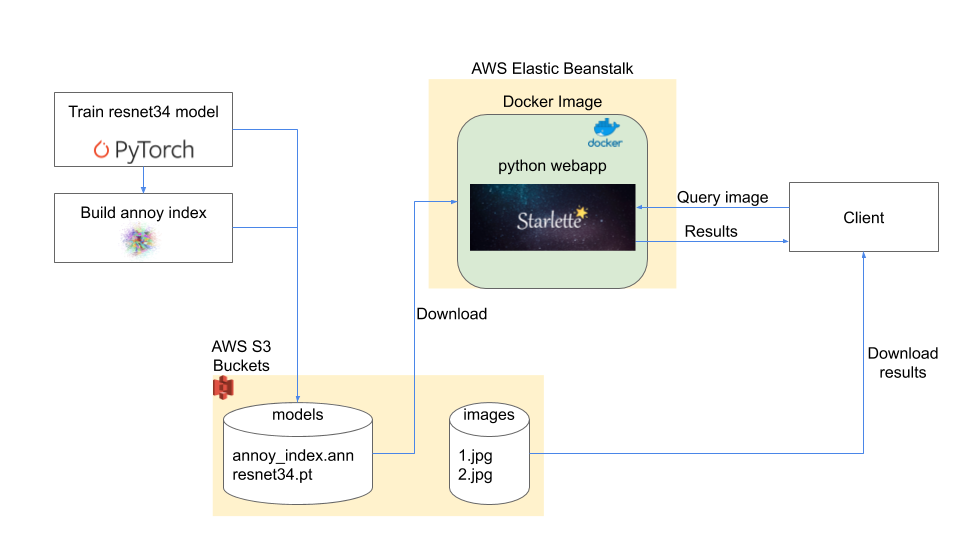 AWS Elastic Beanstalk
Docker Image
docker
python webapp
Starlette
Train resnet34 model
PyTorch
Build annoy index
Query image
Results
Client
Download
AWS S3
Buckets
models
annoy_index.ann
resnet34.pt
images
1.jpg
2.jpg
Download
results